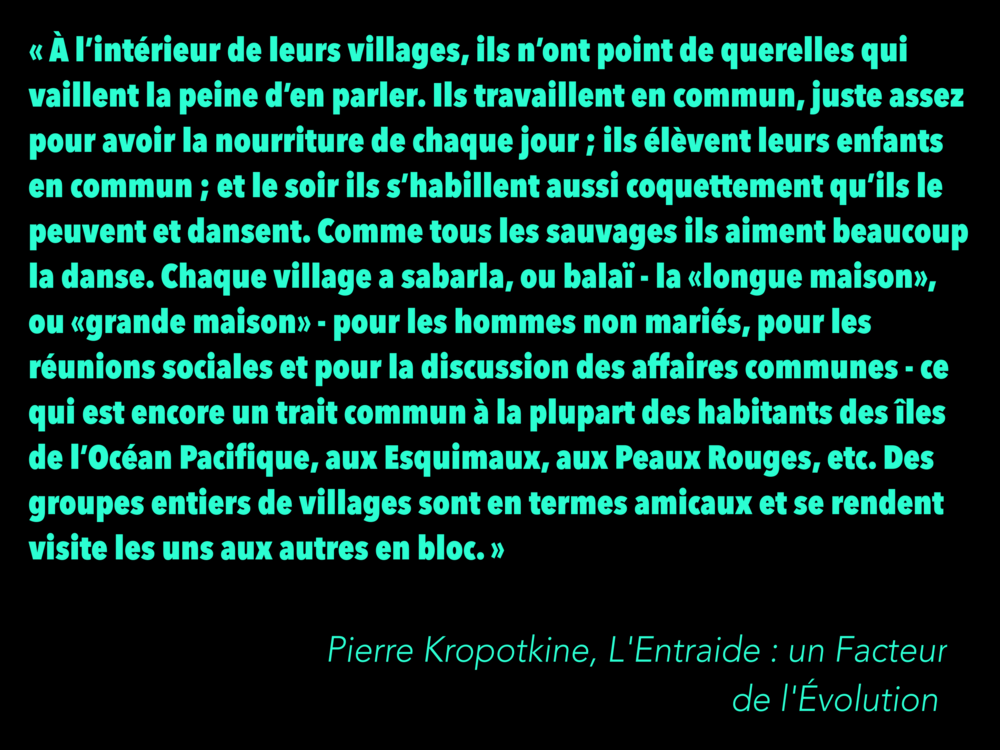 « À l’intérieur de leurs villages, ils n’ont point de querelles qui
vaillent la peine d’en parler. Ils travaillent en commun, juste assez
pour avoir la nourriture de chaque jour ; ils élèvent leurs enfants
en commun ; et le soir ils s’habillent aussi coquettement qu’ils le
peuvent et dansent. Comme tous les sauvages ils aiment beaucoup
la danse. Chaque village a sabarla, ou balaï - la «longue maison»,
ou «grande maison» - pour les hommes non mariés, pour les
réunions sociales et pour la discussion des affaires communes - ce
qui est encore un trait commun à la plupart des habitants des îles
de l’Océan Pacifique, aux Esquimaux, aux Peaux Rouges, etc. Des
groupes entiers de villages sont en termes amicaux et se rendent
visite les uns aux autres en bloc. »
Pierre Kropotkine, L'Entraide : un Facteur
de l'Évolution